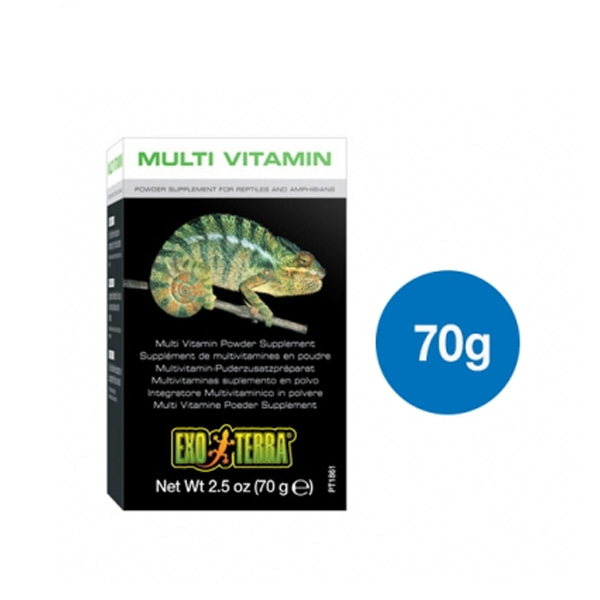 MULTI VITAMIN
POWDER SUPPLEMENT FOR REPTILES AND AMPHIBIANS
Multi Vitamin Powder Supplement
Supplément de multivitamines en poudre
Multivitamin-Puderzusatzpräparat
Multivitaminas suplemento en polvo
Integratore Multivitaminico in polvere
Multi Vitamine Poeder Supplement
EXO TERRA®
PT1861
Net Wt 2.5 oz (70 g ℮)
MULTI VITAMIN
70g